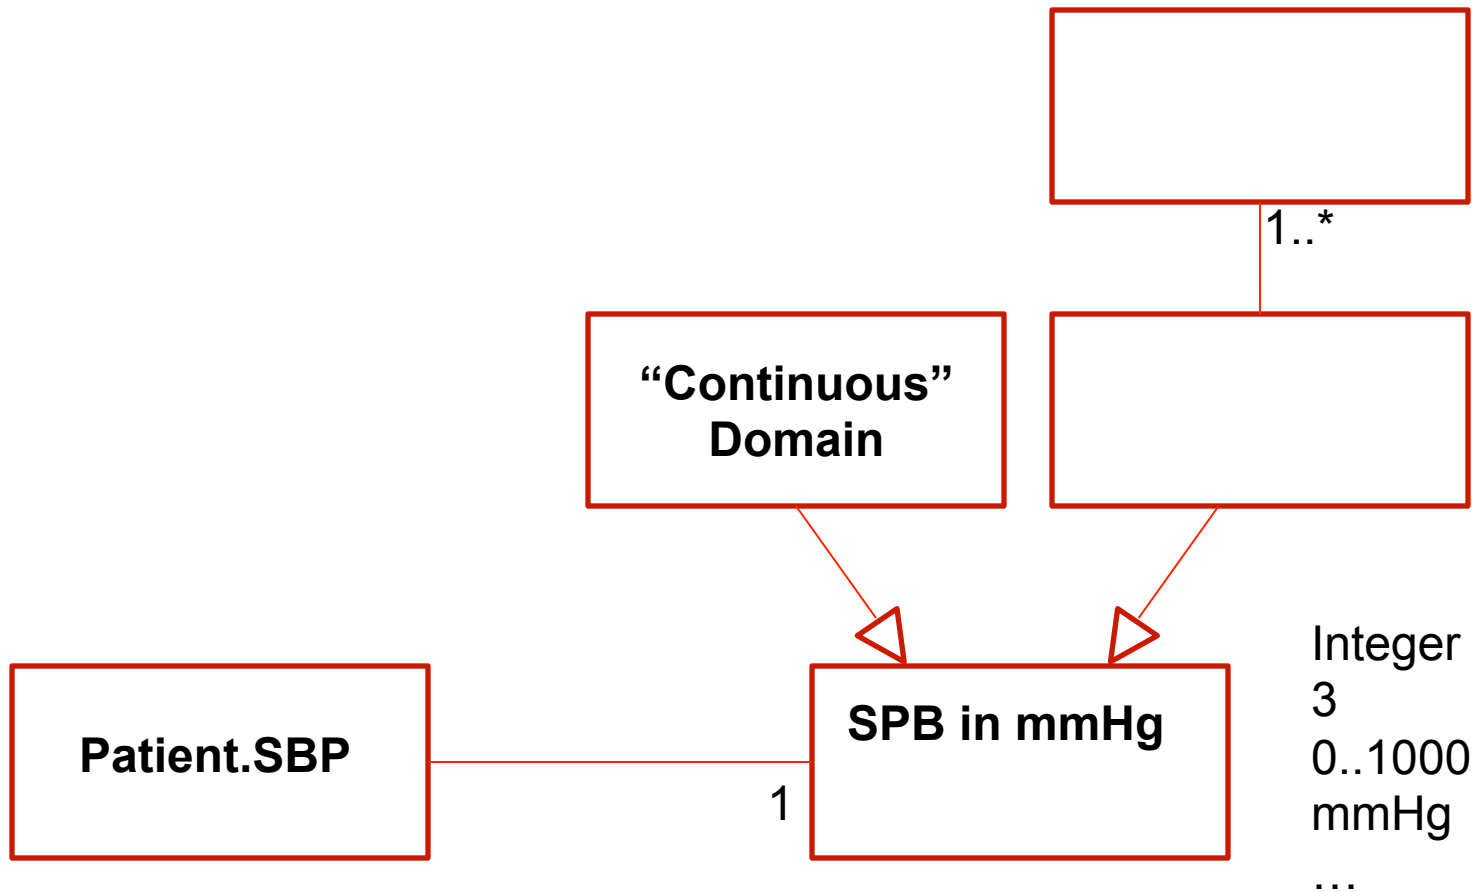 1..*
“Continuous”
Domain
Patient.SBP
1
SPB in mmHg
Integer
3
0..1000
mmHg
…